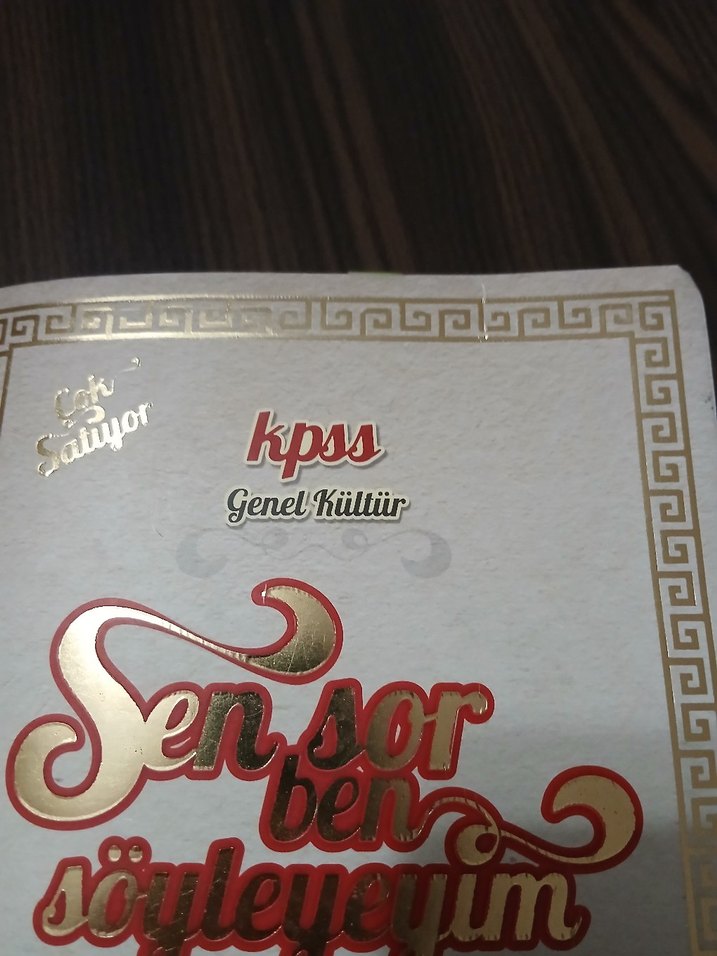 Çok
Satıyor
kpss
Genel Kültür
Sen sor
ben
söyleyeyim